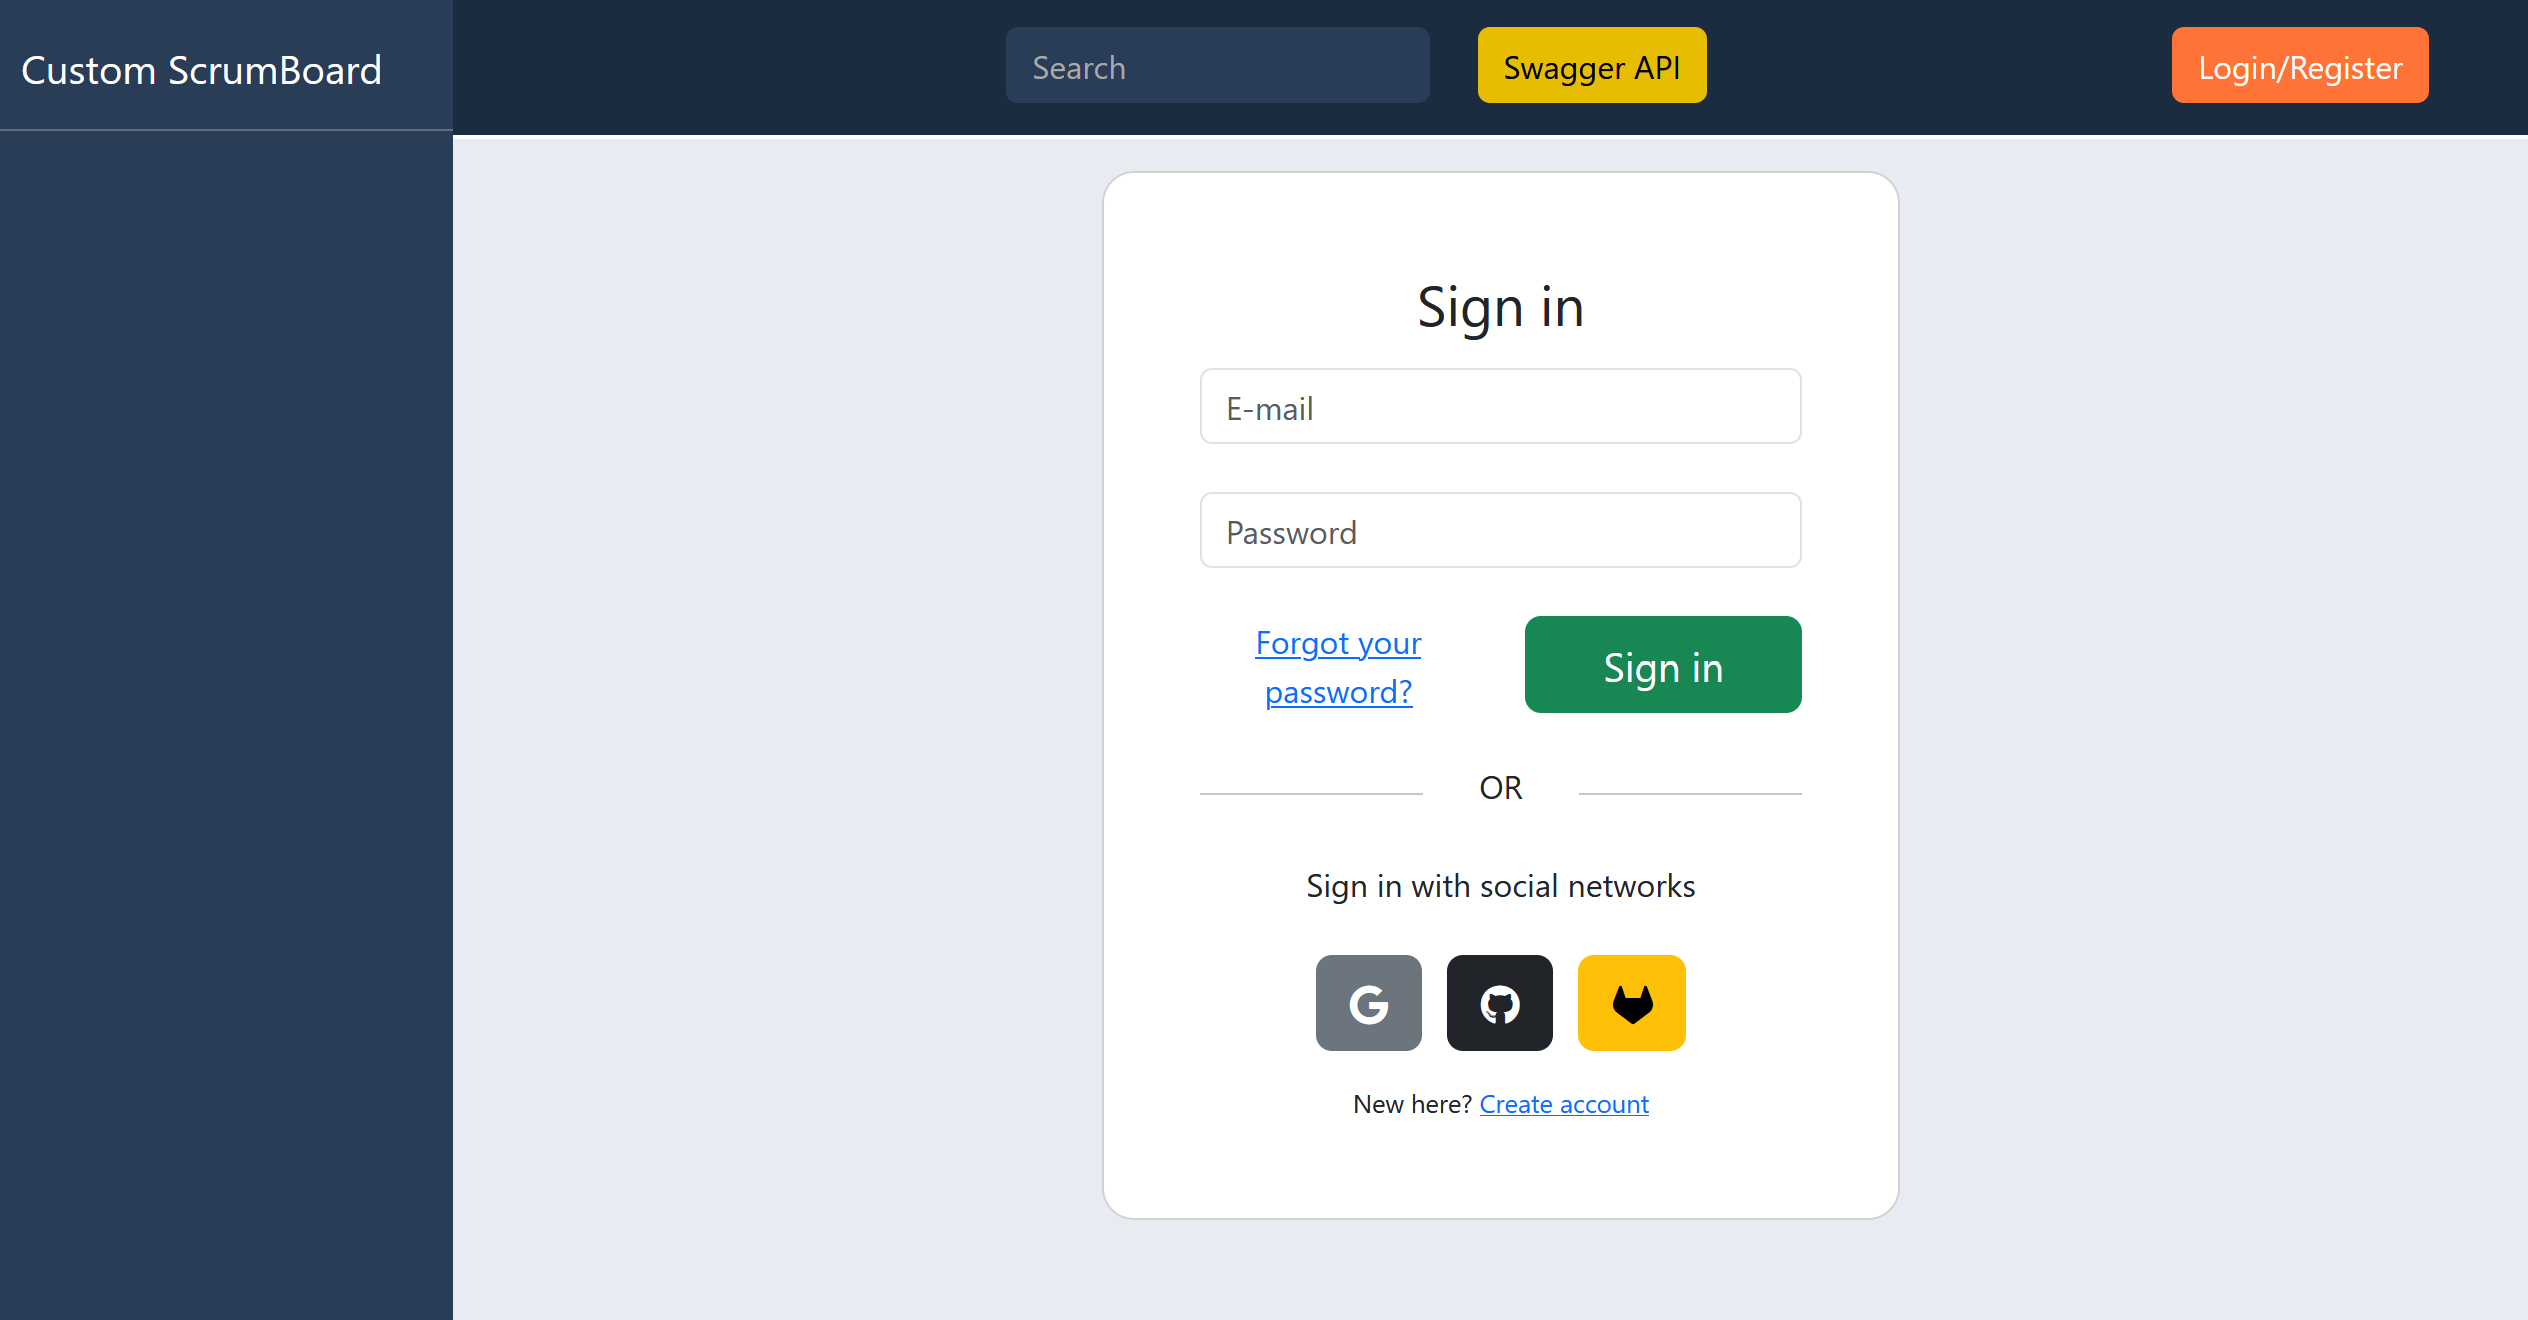 Custom ScrumBoard
Search
Swagger API
Login/Register
Sign in
E-mail
Password
Forgot your
password?
Sign in
OR
Sign in with social networks
G
New here? Create account